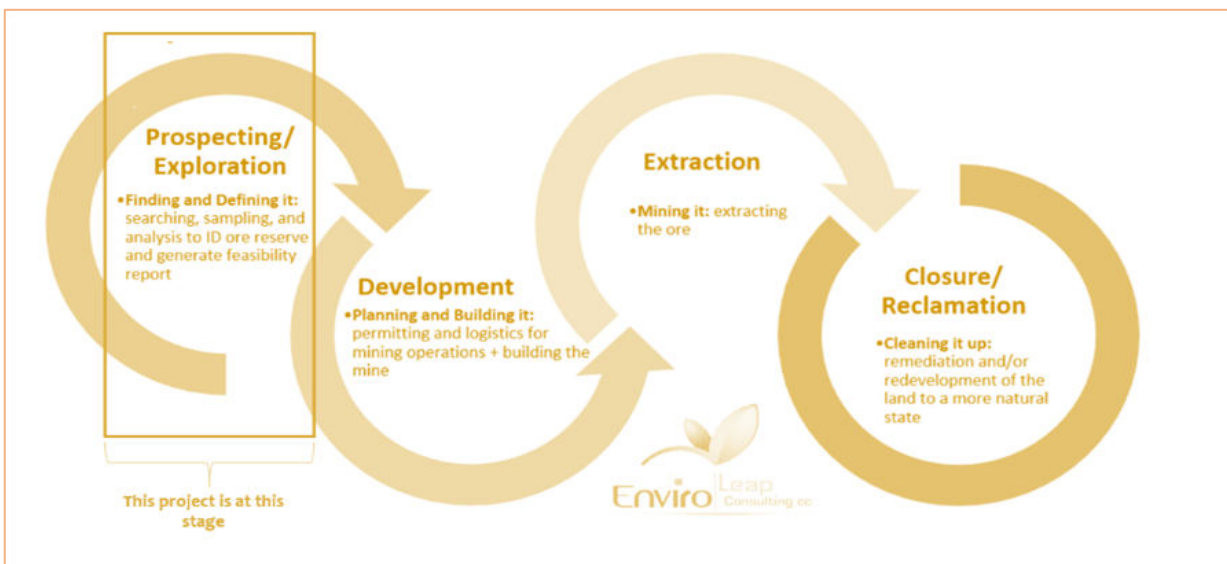 Prospecting/
Exploration
•Finding and Defining it:
searching, sampling, and
analysis to ID ore reserve
and generate feasibility
report
This project is at this
stage
Development
•Planning and Building it:
permitting and logistics for
mining operations + building the
mine
Extraction
•Mining it: extracting
the ore
Closure/
Reclamation
•Cleaning it up:
remediation and/or
redevelopment of the
land to a more natural
state
Enviro Leap
Consulting cc